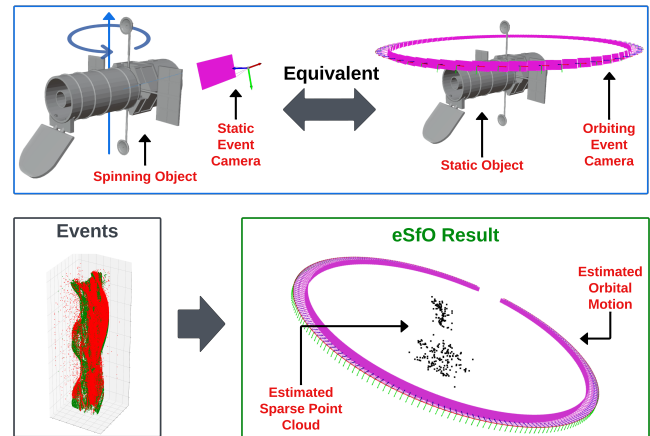 Equivalent
Static
Event
Camera
Spinning Object
Static Object
Orbiting
Event
Camera
Events
eSfO Result
Estimated
Orbital
Motion
Estimated
Sparse Point
Cloud